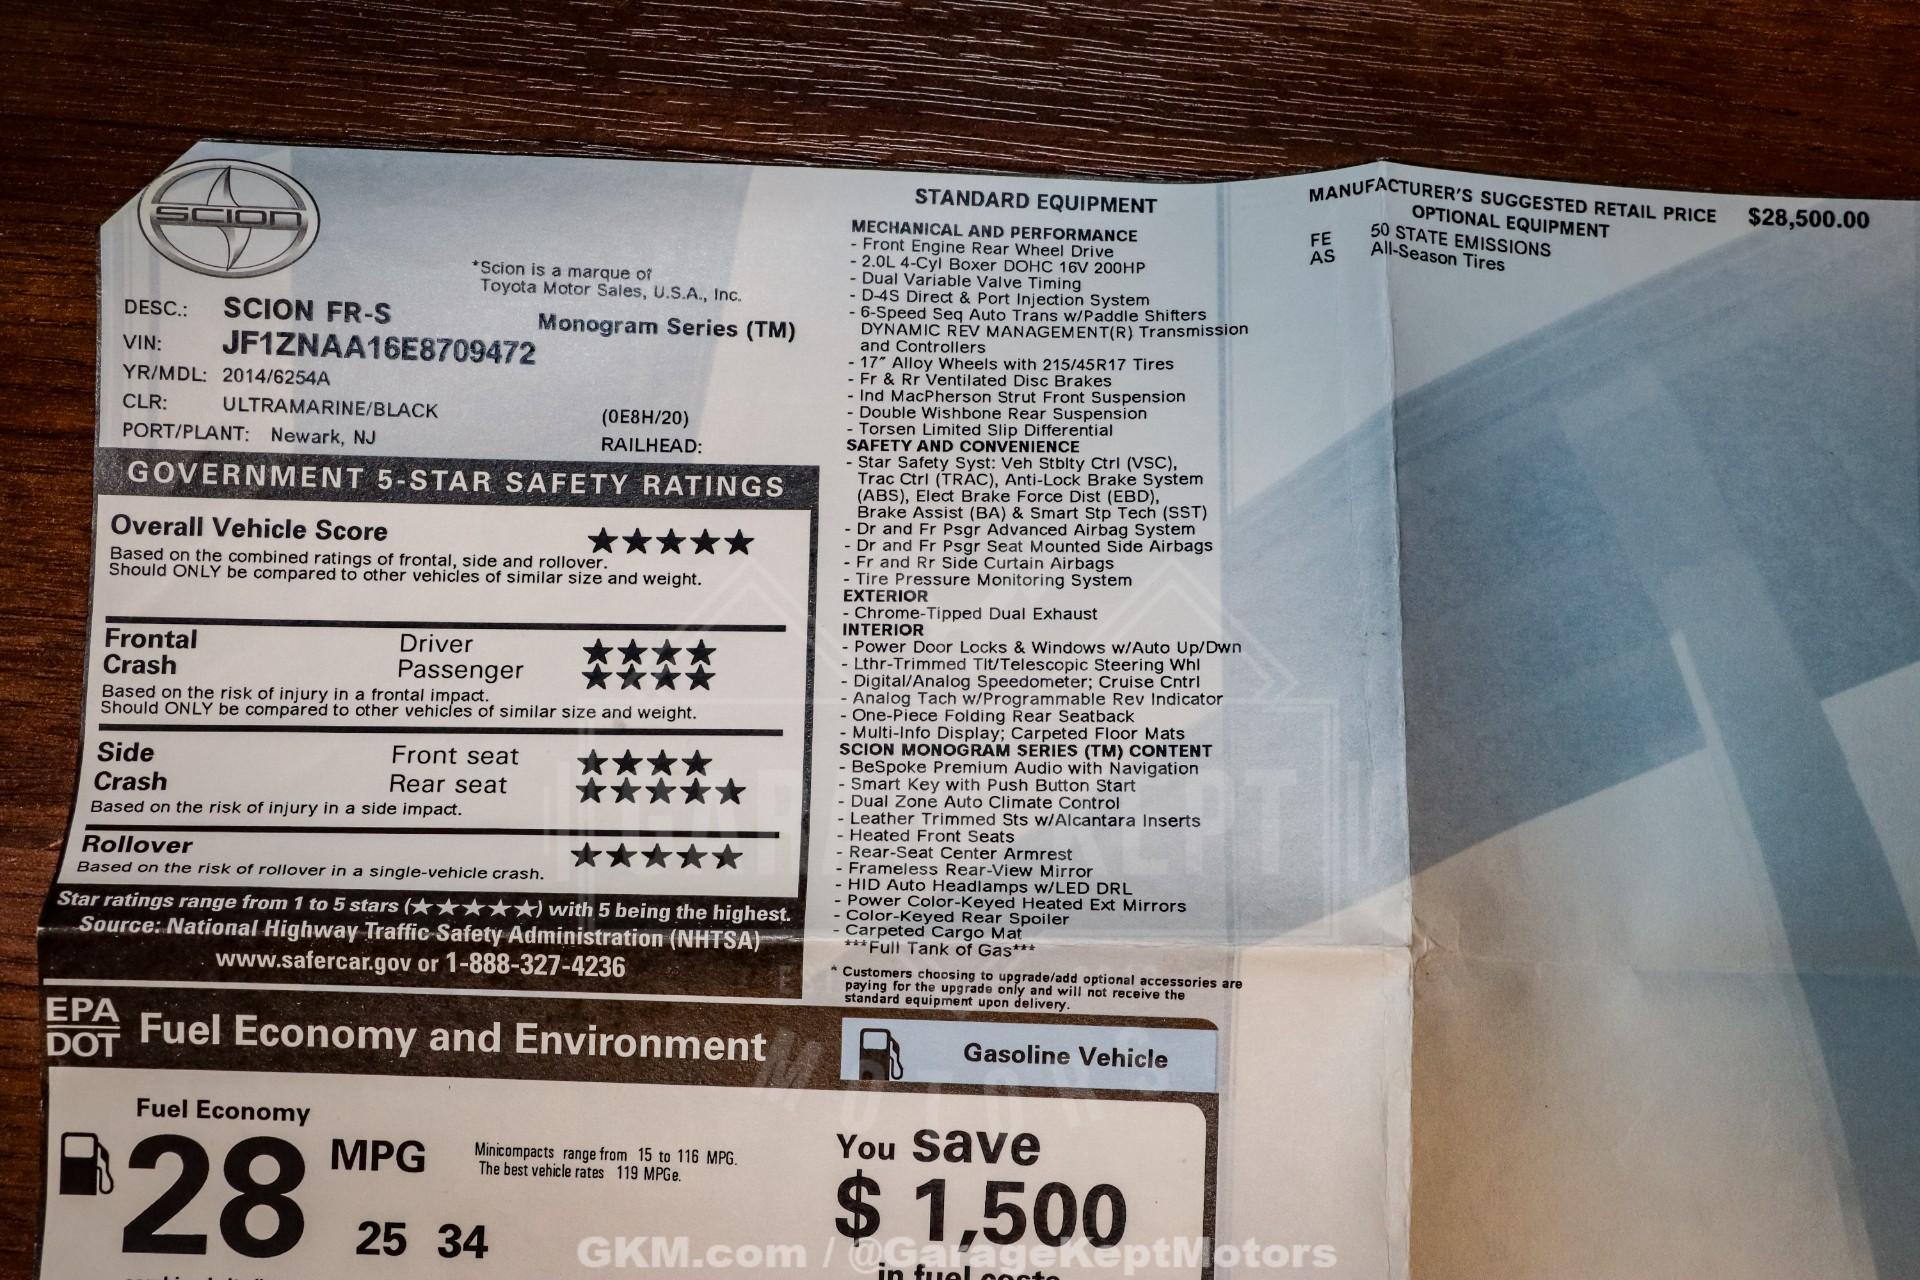 SCION
*Scion is a marque of
Toyota Motor Sales, U.S.A., Inc.
DESC.: SCION FR-S Monogram Series (TM)
VIN: JF1ZNAA16E8709472
YR/MDL: 2014/6254A
CLR: ULTRAMARINE/BLACK (0E8H/20)
PORT/PLANT: Newark, NJ RAILHEAD:
GOVERNMENT 5-STAR SAFETY RATINGS
Overall Vehicle Score ★★★★★
Based on the combined ratings of frontal, side and rollover.
Should ONLY be compared to other vehicles of similar size and weight.
Frontal Driver ★★★★
Crash Passenger ★★★★
Based on the risk of injury in a frontal impact.
Should ONLY be compared to other vehicles of similar size and weight.
Side Front seat ★★★★
Crash Rear seat ★★★★★
Based on the risk of injury in a side impact.
Rollover ★★★★★
Based on the risk of rollover in a single-vehicle crash.
Star ratings range from 1 to 5 stars (★★★★★) with 5 being the highest.
Source: National Highway Traffic Safety Administration (NHTSA)
www.safercar.gov or 1-888-327-4236
STANDARD EQUIPMENT
MECHANICAL AND PERFORMANCE
- Front Engine Rear Wheel Drive
- 2.0L 4-Cyl Boxer DOHC 16V 200HP
- Dual Variable Valve Timing
- D-4S Direct & Port Injection System
- 6-Speed Seq Auto Trans w/Paddle Shifters
DYNAMIC REV MANAGEMENT(R) Transmission
and Controllers
- 17" Alloy Wheels with 215/45R17 Tires
- Fr & Rr Ventilated Disc Brakes
- Ind MacPherson Strut Front Suspension
- Double Wishbone Rear Suspension
- Torsen Limited Slip Differential
SAFETY AND CONVENIENCE
- Star Safety Syst: Veh Stblty Ctrl (VSC),
Trac Ctrl (TRAC), Anti-Lock Brake System
(ABS), Elect Brake Force Dist (EBD),
Brake Assist (BA) & Smart Stp Tech (SST)
- Dr and Fr Psgr Advanced Airbag System
- Dr and Fr Psgr Seat Mounted Side Airbags
- Fr and Rr Side Curtain Airbags
- Tire Pressure Monitoring System
EXTERIOR
- Chrome-Tipped Dual Exhaust
INTERIOR
- Power Door Locks & Windows w/Auto Up/Dwn
- Lthr-Trimmed Tlt/Telescopic Steering Whl
- Digital/Analog Speedometer; Cruise Cntrl
- Analog Tach w/Programmable Rev Indicator
- One-Piece Folding Rear Seatback
- Multi-Info Display; Carpeted Floor Mats
SCION MONOGRAM SERIES (TM) CONTENT
- BeSpoke Premium Audio with Navigation
- Smart Key with Push Button Start
- Dual Zone Auto Climate Control
- Leather Trimmed Sts w/Alcantara Inserts
- Heated Front Seats
- Rear-Seat Center Armrest
- Frameless Rear-View Mirror
- HID Auto Headlamps w/LED DRL
- Power Color-Keyed Heated Ext Mirrors
- Color-Keyed Rear Spoiler
- Carpeted Cargo Mat
***Full Tank of Gas***
* Customers choosing to upgrade/add optional accessories are
paying for the upgrade only and will not receive the
standard equipment upon delivery.
MANUFACTURER'S SUGGESTED RETAIL PRICE $28,500.00
OPTIONAL EQUIPMENT
FE 50 STATE EMISSIONS
AS All-Season Tires
EPA
DOT
Fuel Economy and Environment
Gasoline Vehicle
Fuel Economy
28 MPG
25 34
Minicompacts range from 15 to 116 MPG.
The best vehicle rates 119 MPGe.
You save
$1,500
in fuel costs
GARAGE KEPT
MOTORS
GKM.com / @GarageKeptMotors